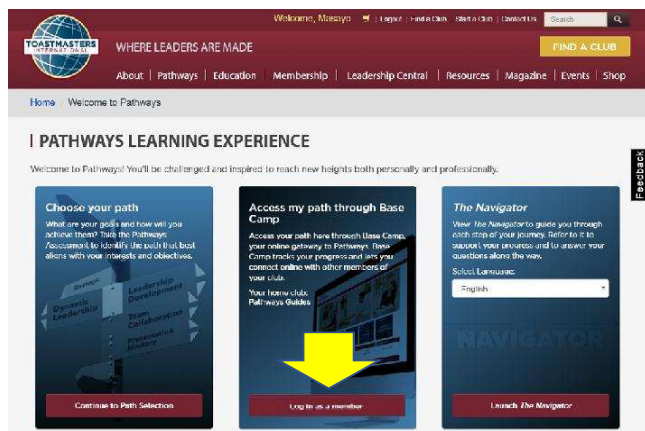 Welcome, Masayo | Logout | Find a Club | Start a Club | Contact Us Search
TOASTMASTERS
INTERNATIONAL
WHERE LEADERS ARE MADE
FIND A CLUB
About | Pathways | Education Membership | Leadership Central | Resources | Magazine | Events | Shop
Home Welcome to Pathways
PATHWAYS LEARNING EXPERIENCE
Welcome to Pathways! You'll be challenged and inspired to reach new heights both personally and professionally.
Feedback
Choose your path
What are your goals and how will you
achieve them? Take the Pathways
Assessment to identify the path that best
aligns with your interests and objectives.
Strategic
Dynamic
Leadership
Leadership
Development
Team
Collaboration
Presentation
Mastery
Continue to Path Selection
Access my path through Base
Camp
Access your path here through Base Camp,
your online gateway to Pathways. Base
Camp tracks your progress and lets you
connect online with other members of
your club.
Your home club:
Pathways Guides
Log in as a member
The Navigator
View The Navigator to guide you through
each step of your journey. Refer to it to
support your progress and to answer your
questions along the way.
Select Language:
English
NAVIGATOR
Launch The Navigator